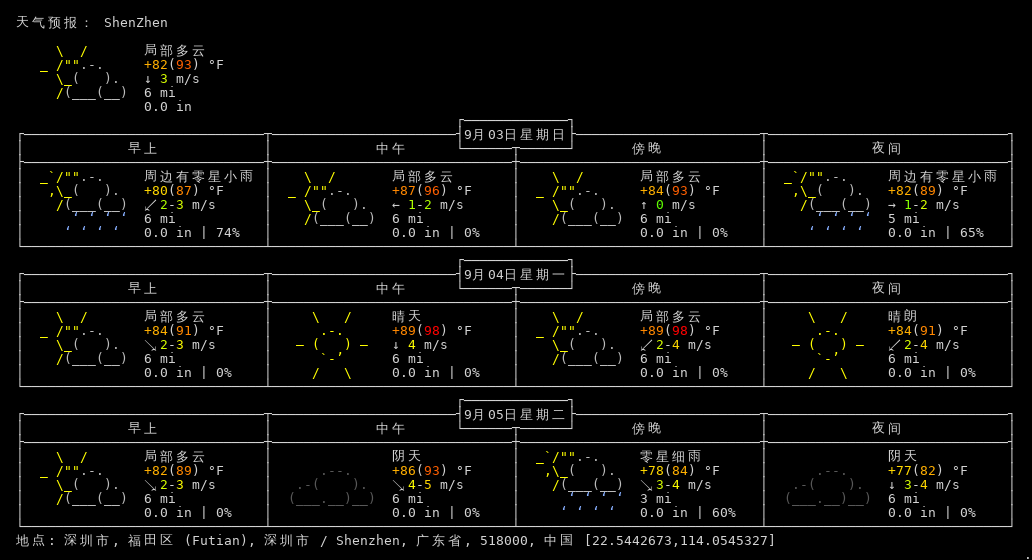 天气预报： ShenZhen
局部多云
+82(93) °F
↓ 3 m/s
6 mi
0.0 in
9月03日星期日
早上 中午 傍晚 夜间
周边有零星小雨 局部多云 局部多云 周边有零星小雨
+80(87) °F +87(96) °F +84(93) °F +82(89) °F
↙ 2-3 m/s ← 1-2 m/s ↑ 0 m/s → 1-2 m/s
6 mi 6 mi 6 mi 5 mi
0.0 in | 74% 0.0 in | 0% 0.0 in | 0% 0.0 in | 65%
9月04日星期一
早上 中午 傍晚 夜间
局部多云 晴天 局部多云 晴朗
+84(91) °F +89(98) °F +89(98) °F +84(91) °F
↘ 2-3 m/s ↓ 4 m/s ↙ 2-4 m/s ↙ 2-4 m/s
6 mi 6 mi 6 mi 6 mi
0.0 in | 0% 0.0 in | 0% 0.0 in | 0% 0.0 in | 0%
9月05日星期二
早上 中午 傍晚 夜间
局部多云 阴天 零星细雨 阴天
+82(89) °F +86(93) °F +78(84) °F +77(82) °F
↘ 2-3 m/s ↘ 4-5 m/s ↘ 3-4 m/s ↓ 3-4 m/s
6 mi 6 mi 3 mi 6 mi
0.0 in | 0% 0.0 in | 0% 0.0 in | 60% 0.0 in | 0%
地点: 深圳市, 福田区 (Futian), 深圳市 / Shenzhen, 广东省, 518000, 中国 [22.5442673,114.0545327]